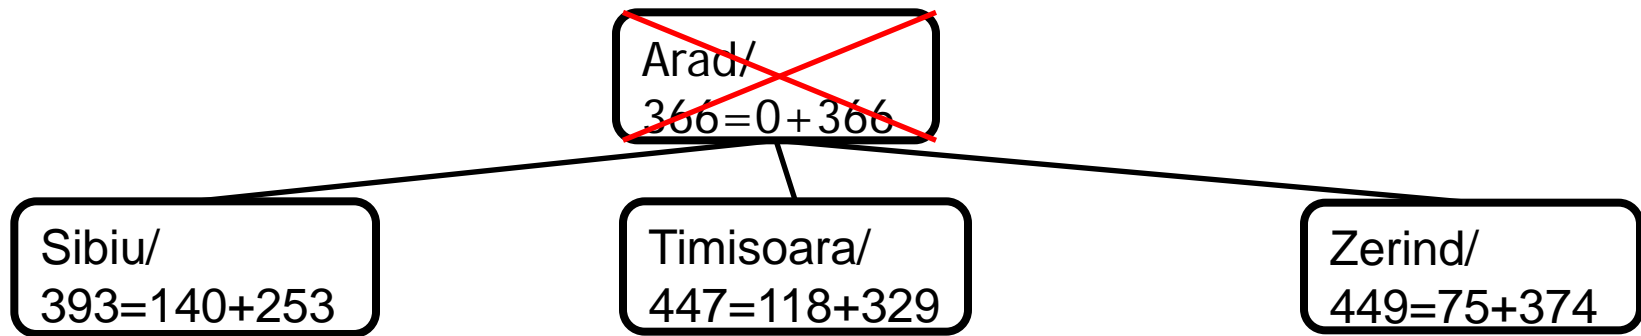 Arad/
366=0+366
Sibiu/
393=140+253
Timisoara/
447=118+329
Zerind/
449=75+374